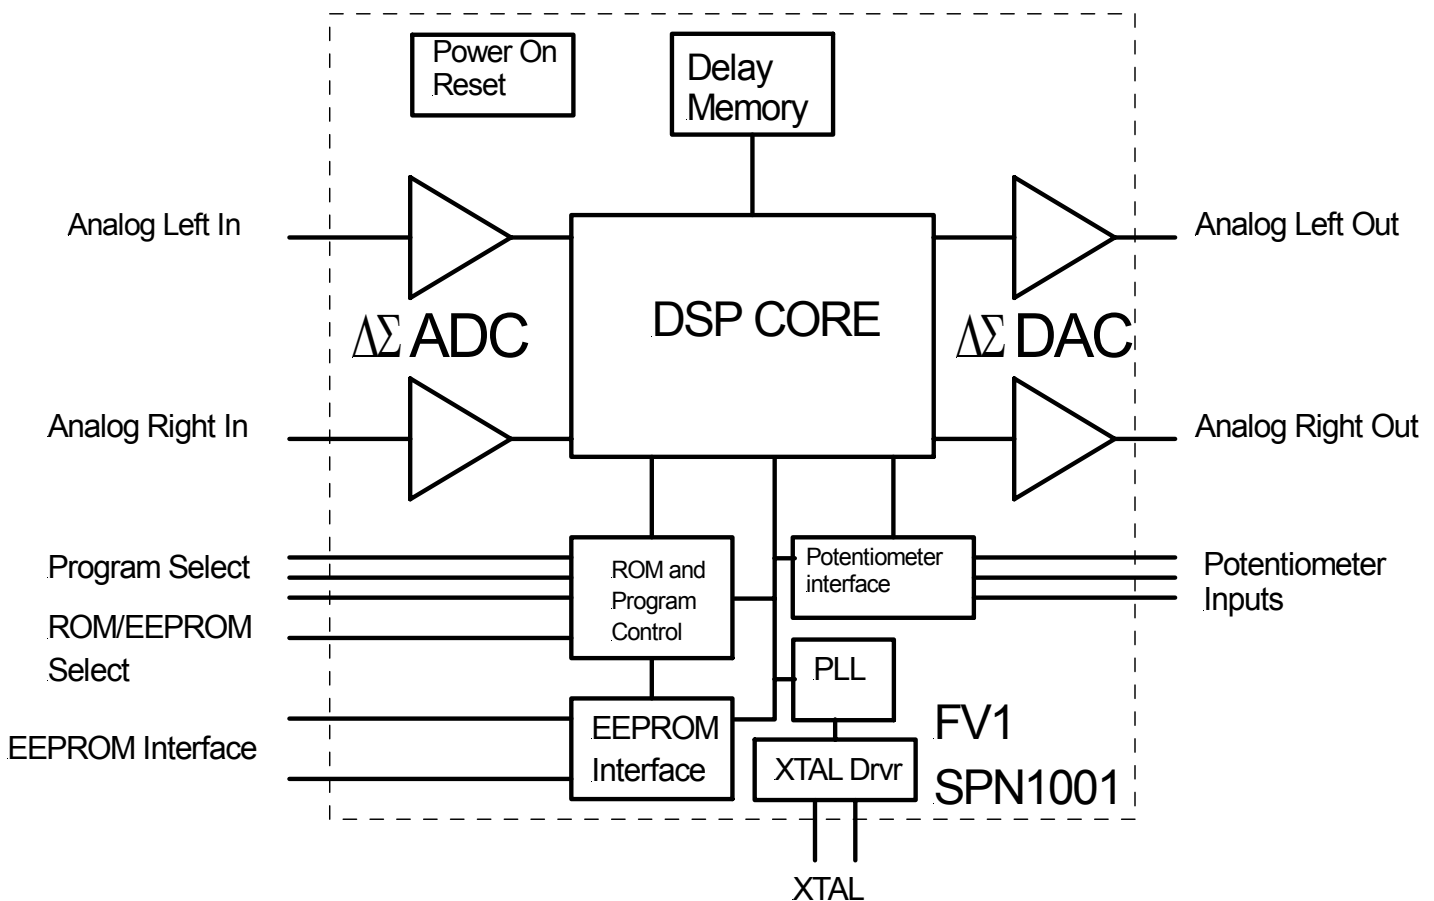 Power On
Reset
Delay
Memory
Analog Left In
Analog Left Out
ΔΣ ADC
DSP CORE
ΔΣ DAC
Analog Right In
Analog Right Out
Program Select
ROM/EEPROM
Select
ROM and
Program
Control
Potentiometer
interface
Potentiometer
Inputs
EEPROM Interface
EEPROM
Interface
PLL
XTAL Drvr
FV1
SPN1001
XTAL